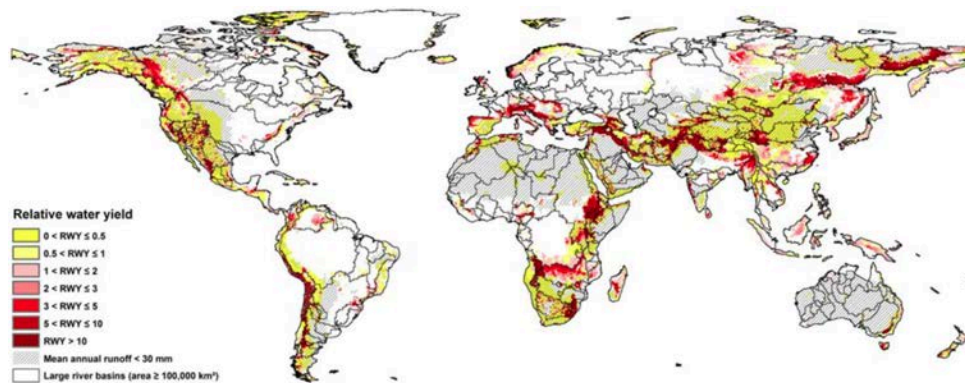 Relative water yield
0 < RWY ≤ 0.5
0.5 < RWY ≤ 1
1 < RWY ≤ 2
2 < RWY ≤ 3
3 < RWY ≤ 5
5 < RWY ≤ 10
RWY > 10
Mean annual runoff < 30 mm
Large river basins (area ≥ 100,000 km²)